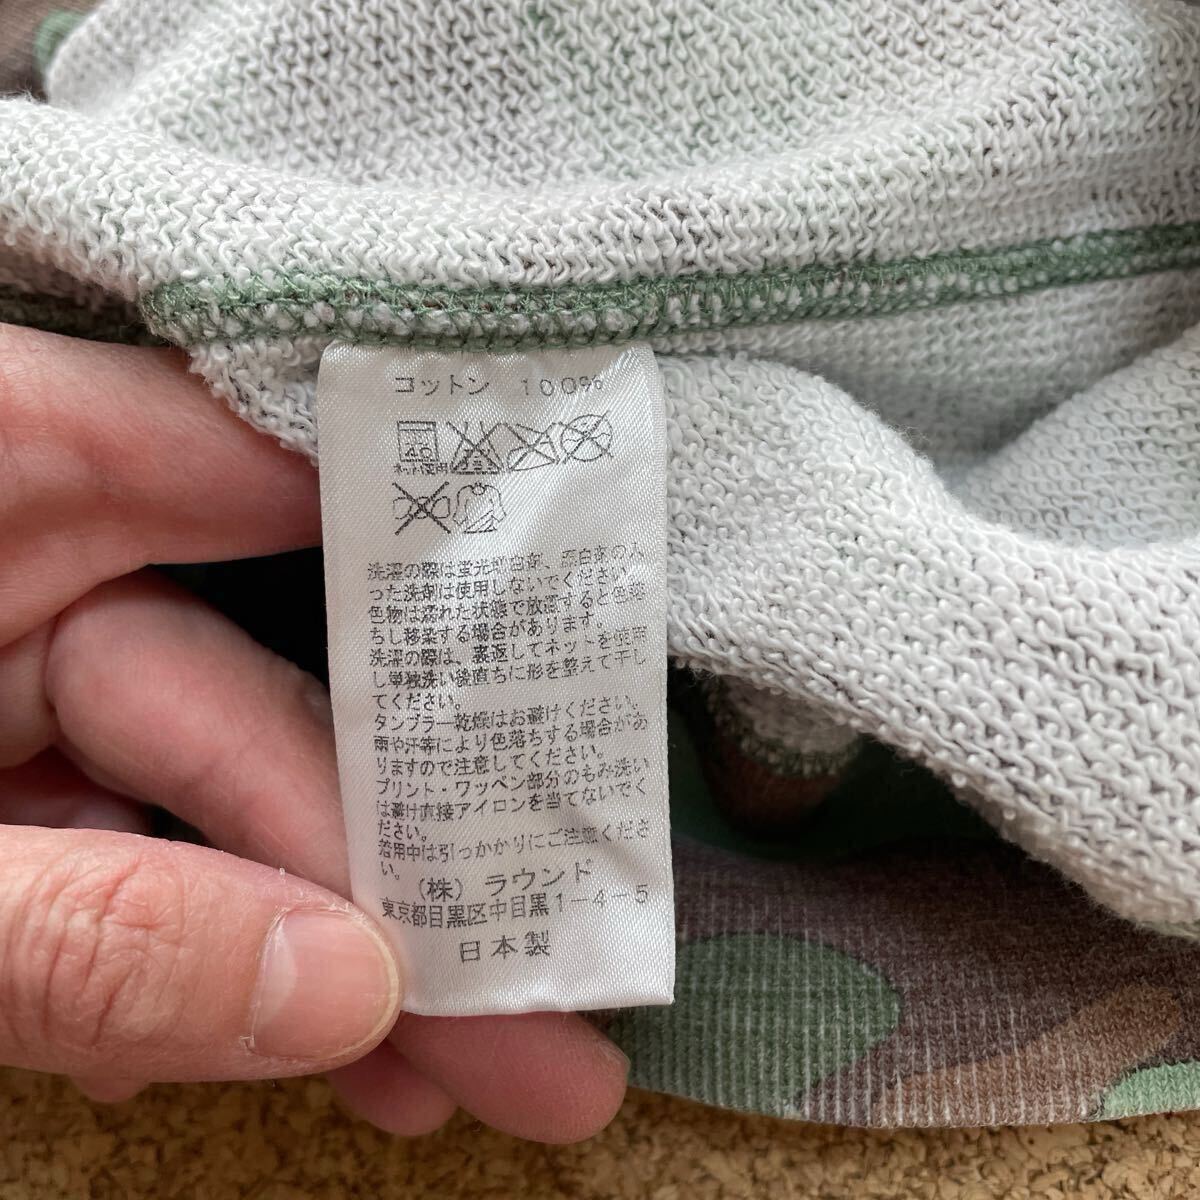 コットン 100%
40
ネット使用
洗濯の際は蛍光増白剤、漂白剤の入
った洗剤は使用しないでください。
色物は濡れた状態で放置すると色落
ちし移染する場合があります。
洗濯の際は、裏返してネットを使用
し単独洗い後直ちに形を整えて干し
てください。
タンブラー乾燥はお避けください。
雨や汗等により色落ちする場合があ
りますので注意してください。
プリント・ワッペン部分のもみ洗い
は避け直接アイロンを当てないでく
ださい。
着用中は引っかかりにご注意くださ
い。
(株) ラウンド
東京都目黒区中目黒1-4-5
日本製